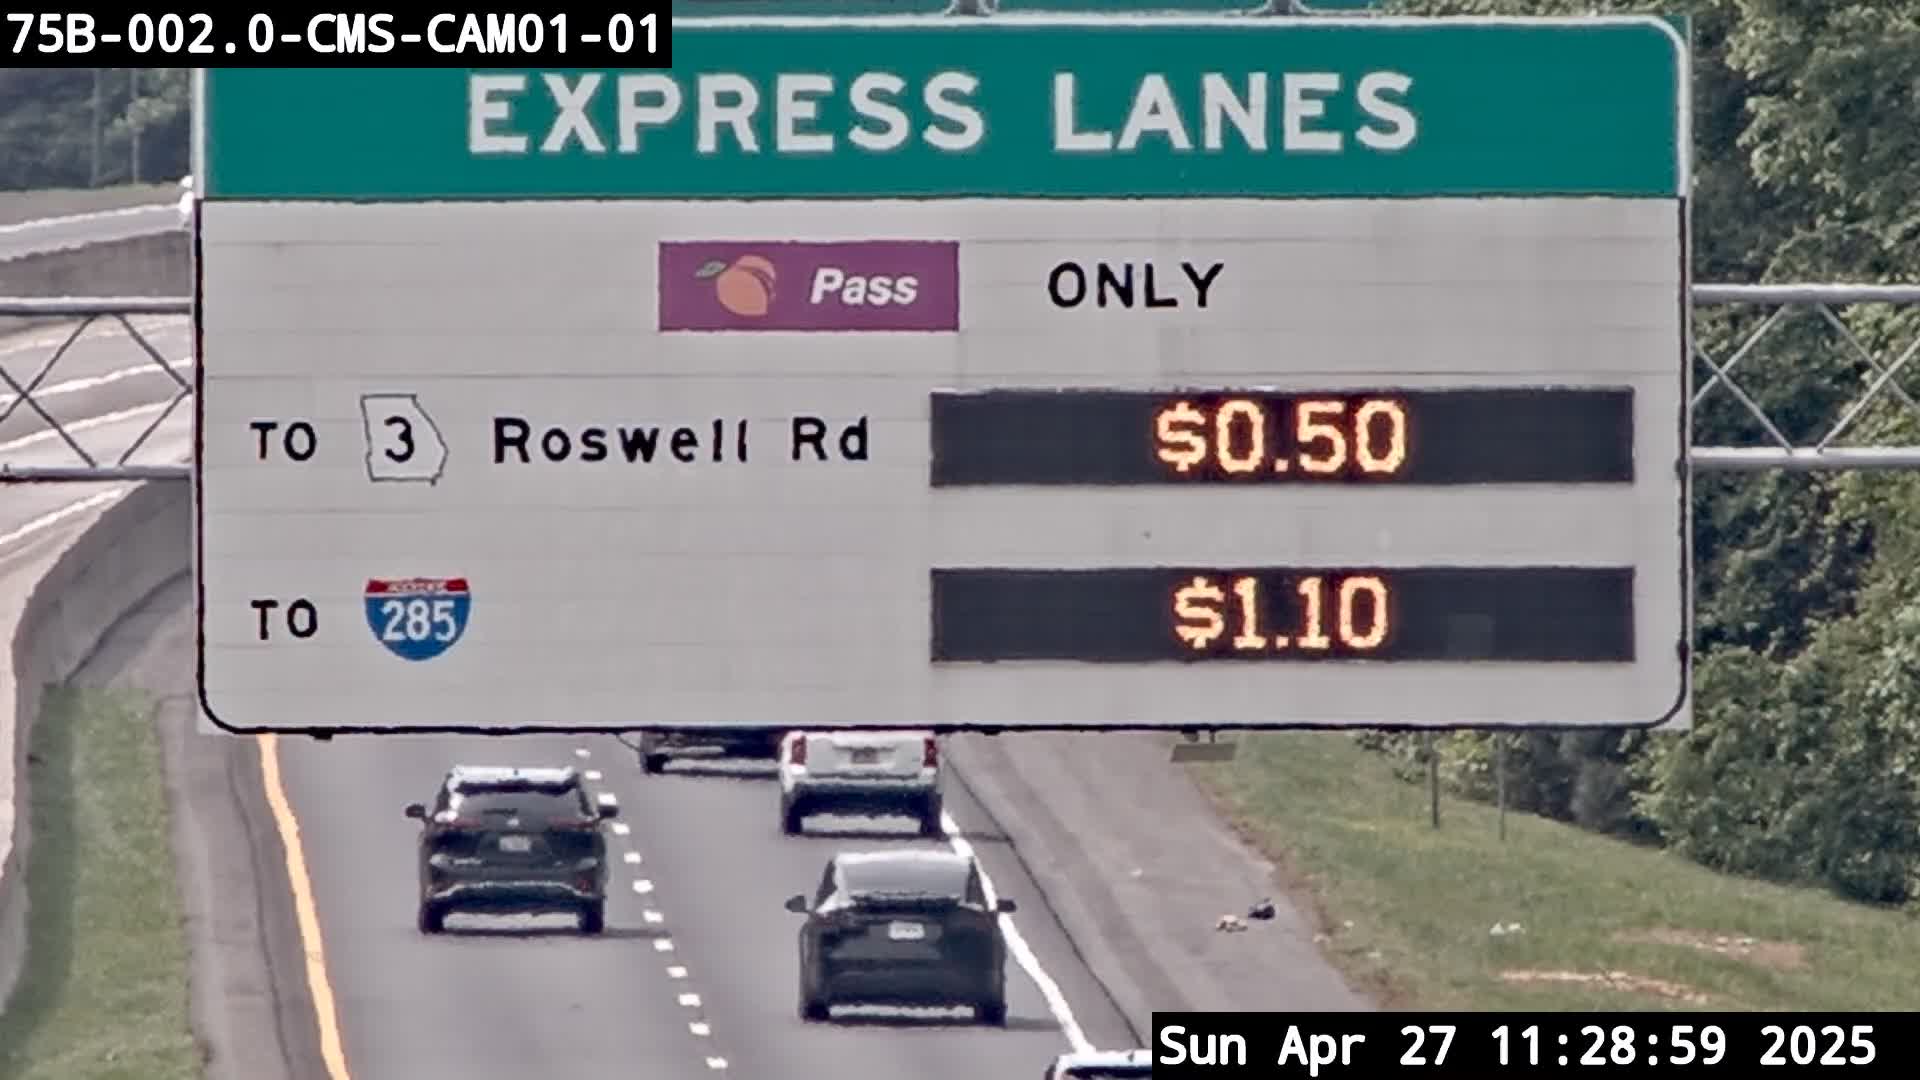 75B-002.0-CMS-CAM01-01
EXPRESS LANES
Pass ONLY
TO 3 Roswell Rd $0.50
TO 285 $1.10
Sun Apr 27 11:28:59 2025